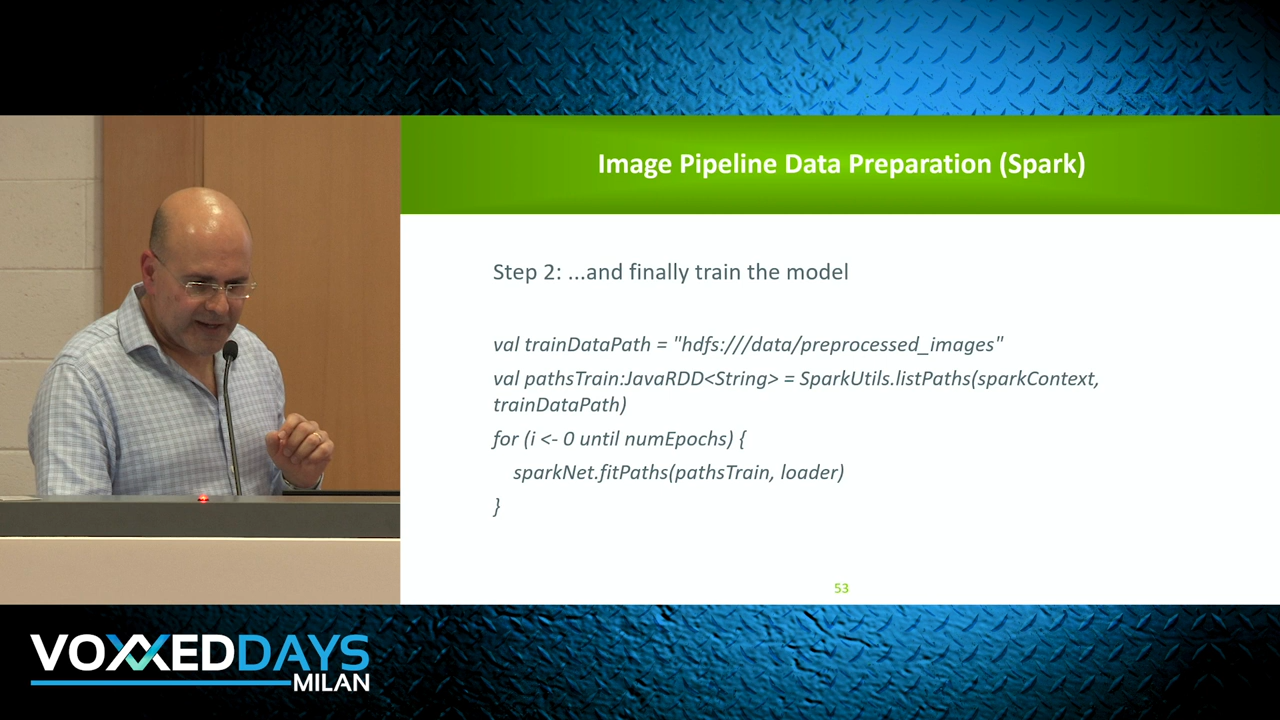 Image Pipeline Data Preparation (Spark)
Step 2: ...and finally train the model
val trainDataPath = "hdfs:///data/preprocessed_images"
val pathsTrain:JavaRDD<String> = SparkUtils.listPaths(sparkContext,
trainDataPath)
for (i <- 0 until numEpochs) {
sparkNet.fitPaths(pathsTrain, loader)
}
53
VOXXEDDAYS
MILAN